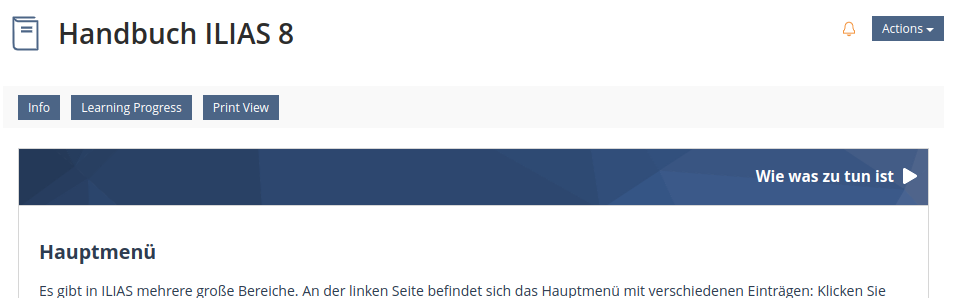 Handbuch ILIAS 8
Actions
Info
Learning Progress
Print View
Wie was zu tun ist
Hauptmenü
Es gibt in ILIAS mehrere große Bereiche. An der linken Seite befindet sich das Hauptmenü mit verschiedenen Einträgen: Klicken Sie